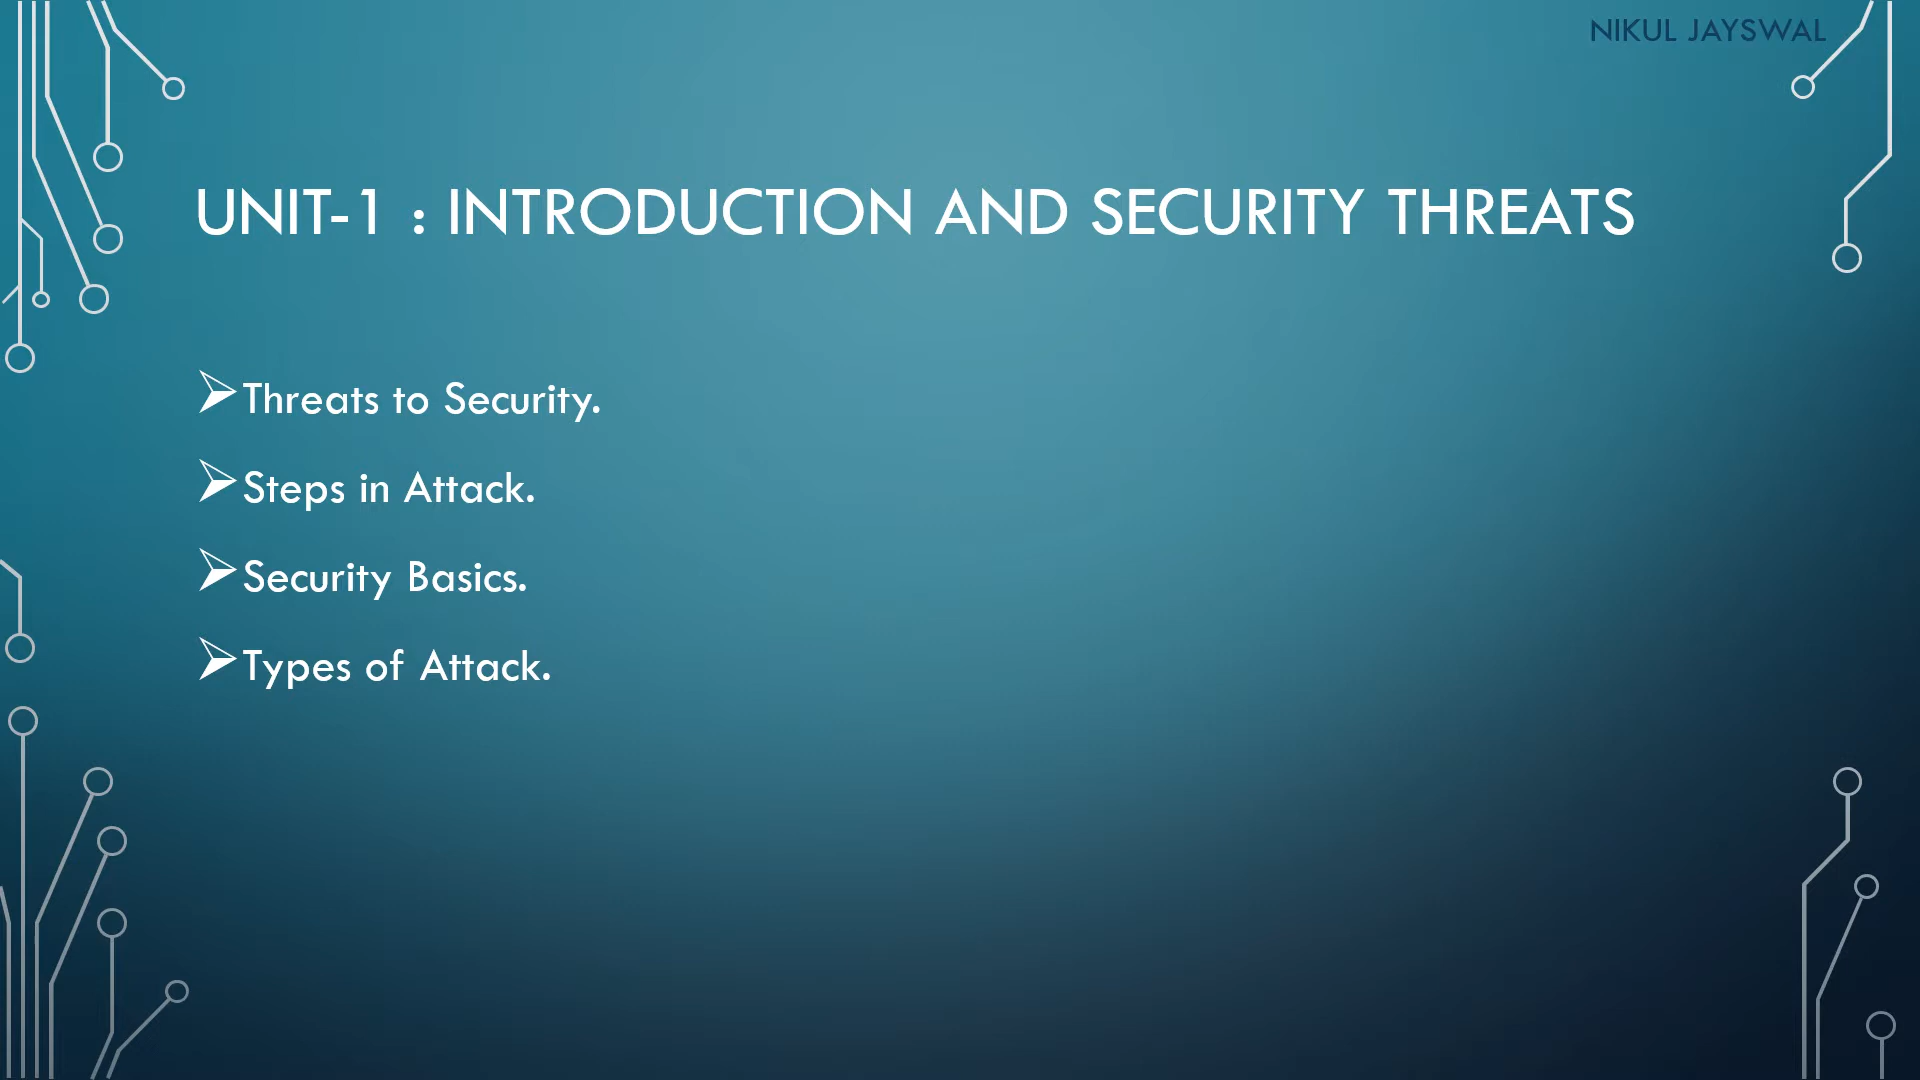 NIKUL JAYSWAL
UNIT-1 : INTRODUCTION AND SECURITY THREATS
Threats to Security.
Steps in Attack.
Security Basics.
Types of Attack.